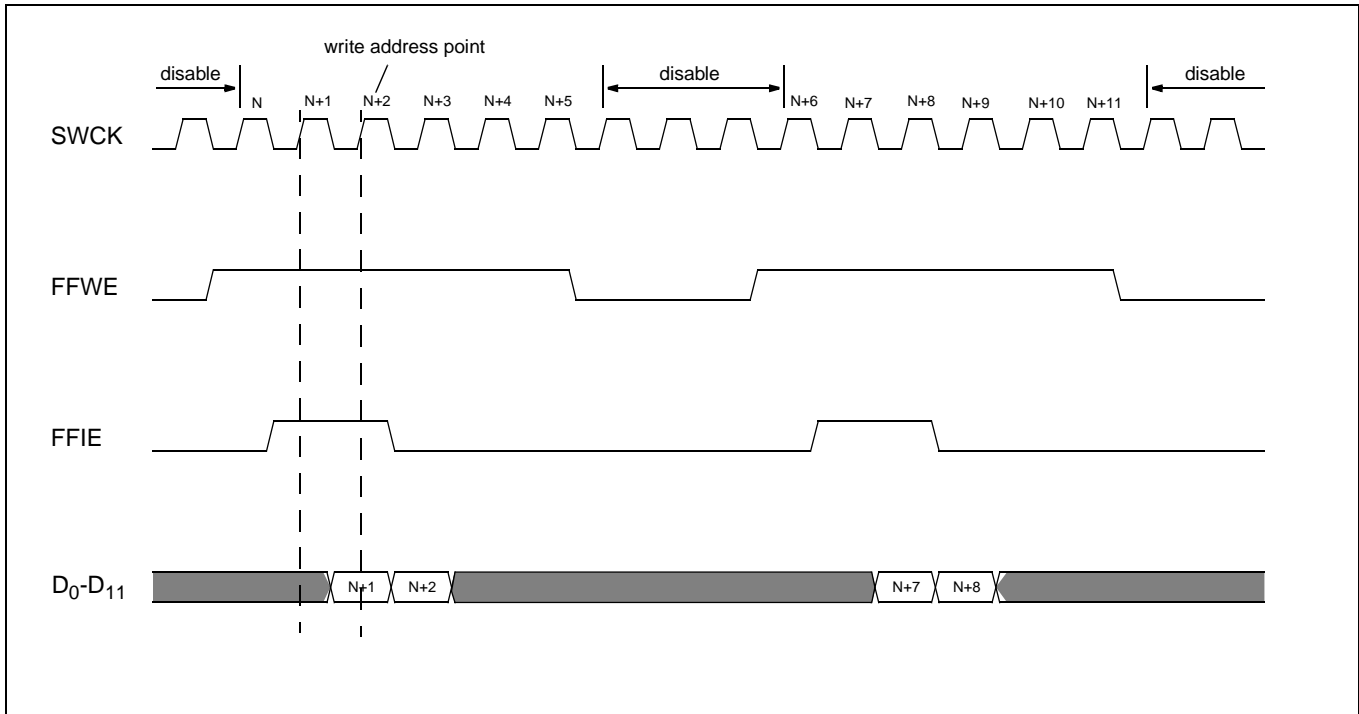 write address point
disable disable disable
N N+1 N+2 N+3 N+4 N+5 N+6 N+7 N+8 N+9 N+10 N+11
SWCK
FFWE
FFIE
D0-D11 N+1 N+2 N+7 N+8